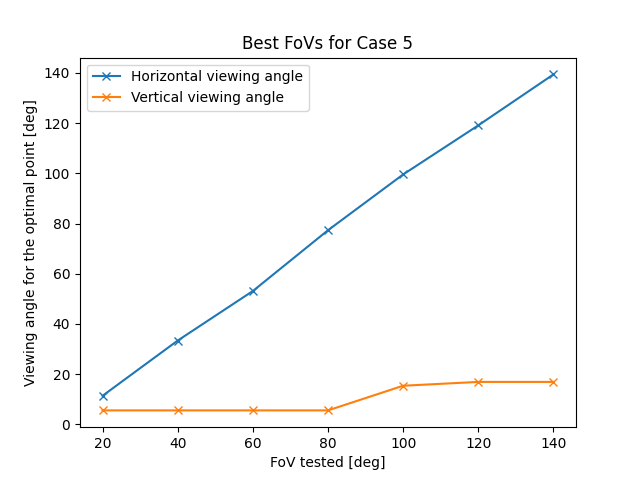 Best FoVs for Case 5
Horizontal viewing angle
Vertical viewing angle
Viewing angle for the optimal point [deg]
140
120
100
80
60
40
20
0
20 40 60 80 100 120 140
FoV tested [deg]